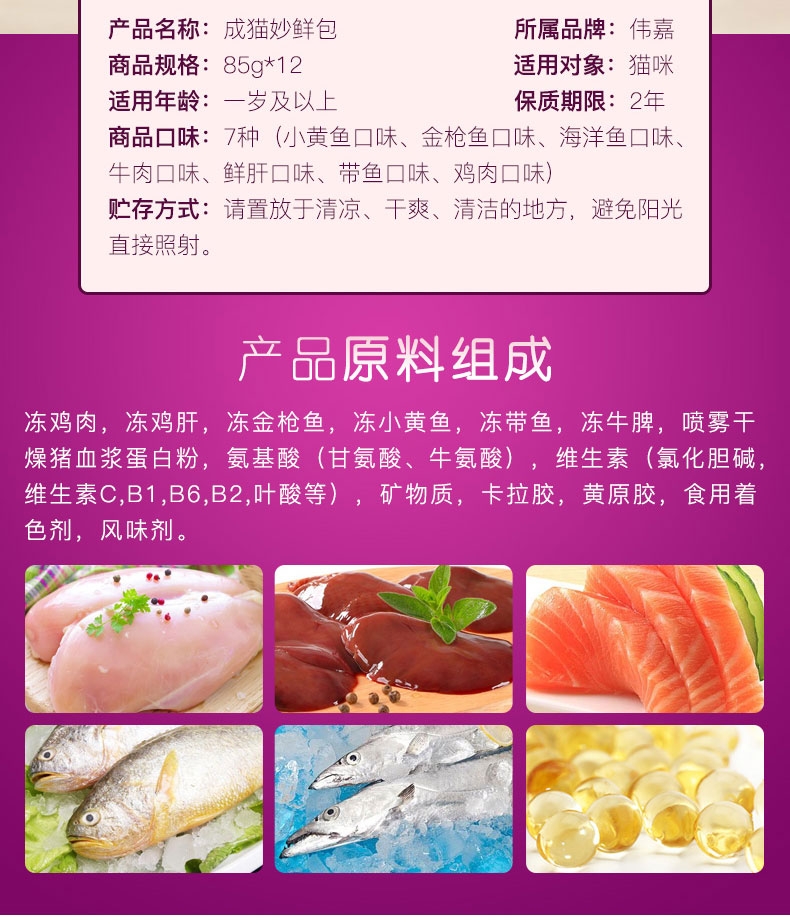 产品名称：成猫妙鲜包 所属品牌：伟嘉
商品规格：85g*12 适用对象：猫咪
适用年龄：一岁及以上 保质期限：2年
商品口味：7种（小黄鱼口味、金枪鱼口味、海洋鱼口味、
牛肉口味、鲜肝口味、带鱼口味、鸡肉口味）
贮存方式：请置放于清凉、干爽、清洁的地方，避免阳光
直接照射。
产品原料组成
冻鸡肉，冻鸡肝，冻金枪鱼，冻小黄鱼，冻带鱼，冻牛脾，喷雾干
燥猪血浆蛋白粉，氨基酸（甘氨酸、牛氨酸），维生素（氯化胆碱，
维生素C,B1,B6,B2,叶酸等），矿物质，卡拉胶，黄原胶，食用着
色剂，风味剂。